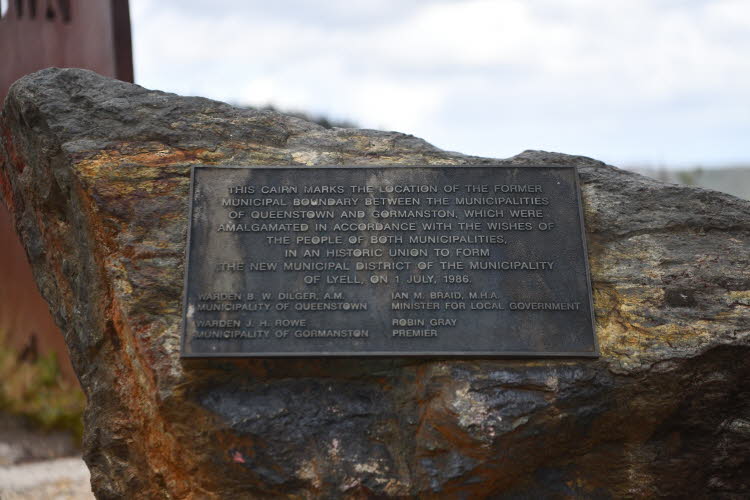 THIS CAIRN MARKS THE LOCATION OF THE FORMER
MUNICIPAL BOUNDARY BETWEEN THE MUNICIPALITIES
OF QUEENSTOWN AND GORMANSTON, WHICH WERE
AMALGAMATED IN ACCORDANCE WITH THE WISHES OF
THE PEOPLE OF BOTH MUNICIPALITIES,
IN AN HISTORIC UNION TO FORM
THE NEW MUNICIPAL DISTRICT OF THE MUNICIPALITY
OF LYELL, ON 1 JULY, 1986.
WARDEN B. W. DILGER, A.M.
MUNICIPALITY OF QUEENSTOWN
IAN M. BRAID, M.H.A.
MINISTER FOR LOCAL GOVERNMENT
WARDEN J. H. ROWE
MUNICIPALITY OF GORMANSTON
ROBIN GRAY
PREMIER